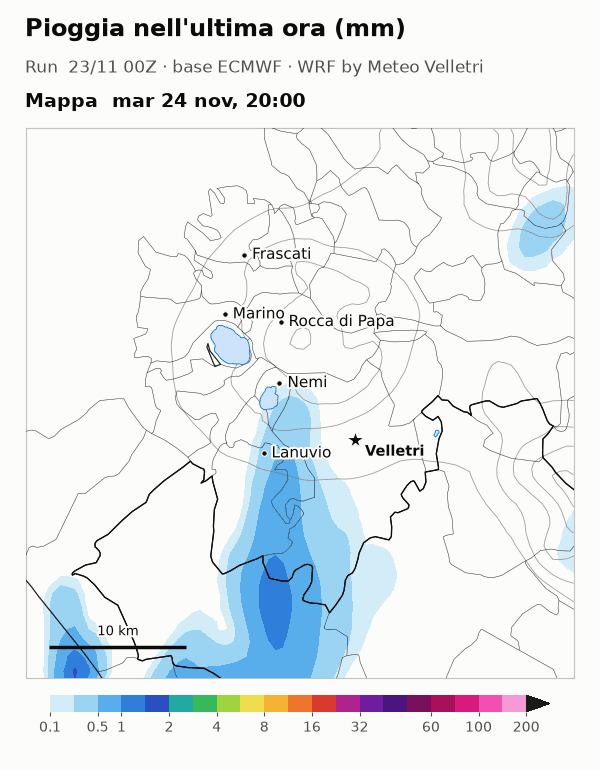 Pioggia nell'ultima ora (mm)
Run  23/11 00Z · base ECMWF · WRF by Meteo Velletri
Mappa  mar 24 nov, 20:00
Frascati
Marino
Rocca di Papa
Nemi
Velletri
Lanuvio
10 km
0.1 0.5 1 2 4 8 16 32 60 100 200